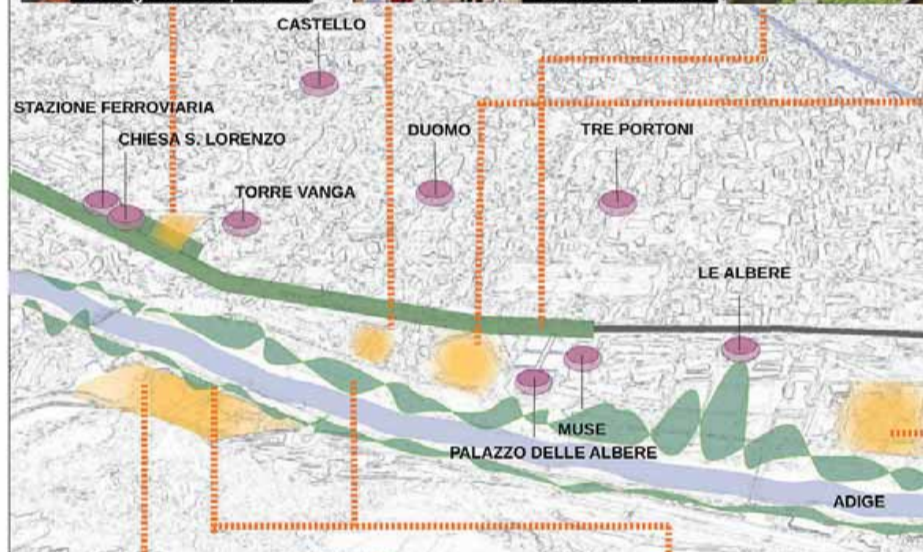 CASTELLO
STAZIONE FERROVIARIA
CHIESA S. LORENZO
DUOMO
TRE PORTONI
TORRE VANGA
LE ALBERE
MUSE
PALAZZO DELLE ALBERE
ADIGE